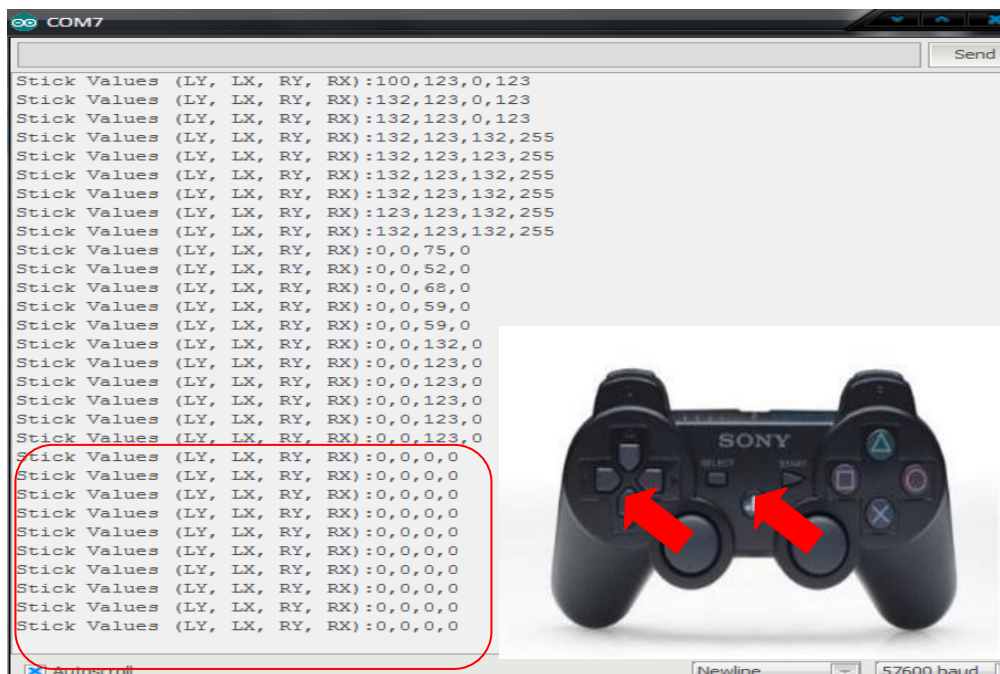 COM7
Send
Stick Values (LY, LX, RY, RX):100,123,0,123
Stick Values (LY, LX, RY, RX):132,123,0,123
Stick Values (LY, LX, RY, RX):132,123,0,123
Stick Values (LY, LX, RY, RX):132,123,132,255
Stick Values (LY, LX, RY, RX):132,123,123,255
Stick Values (LY, LX, RY, RX):132,123,132,255
Stick Values (LY, LX, RY, RX):132,123,132,255
Stick Values (LY, LX, RY, RX):123,123,132,255
Stick Values (LY, LX, RY, RX):132,123,132,255
Stick Values (LY, LX, RY, RX):0,0,75,0
Stick Values (LY, LX, RY, RX):0,0,52,0
Stick Values (LY, LX, RY, RX):0,0,68,0
Stick Values (LY, LX, RY, RX):0,0,59,0
Stick Values (LY, LX, RY, RX):0,0,59,0
Stick Values (LY, LX, RY, RX):0,0,132,0
Stick Values (LY, LX, RY, RX):0,0,123,0
Stick Values (LY, LX, RY, RX):0,0,123,0
Stick Values (LY, LX, RY, RX):0,0,123,0
Stick Values (LY, LX, RY, RX):0,0,123,0
Stick Values (LY, LX, RY, RX):0,0,123,0
Stick Values (LY, LX, RY, RX):0,0,0,0
Stick Values (LY, LX, RY, RX):0,0,0,0
Stick Values (LY, LX, RY, RX):0,0,0,0
Stick Values (LY, LX, RY, RX):0,0,0,0
Stick Values (LY, LX, RY, RX):0,0,0,0
Stick Values (LY, LX, RY, RX):0,0,0,0
Stick Values (LY, LX, RY, RX):0,0,0,0
Stick Values (LY, LX, RY, RX):0,0,0,0
Stick Values (LY, LX, RY, RX):0,0,0,0
Stick Values (LY, LX, RY, RX):0,0,0,0
SONY
SELECT START
Autoscroll
Newline 57600 baud